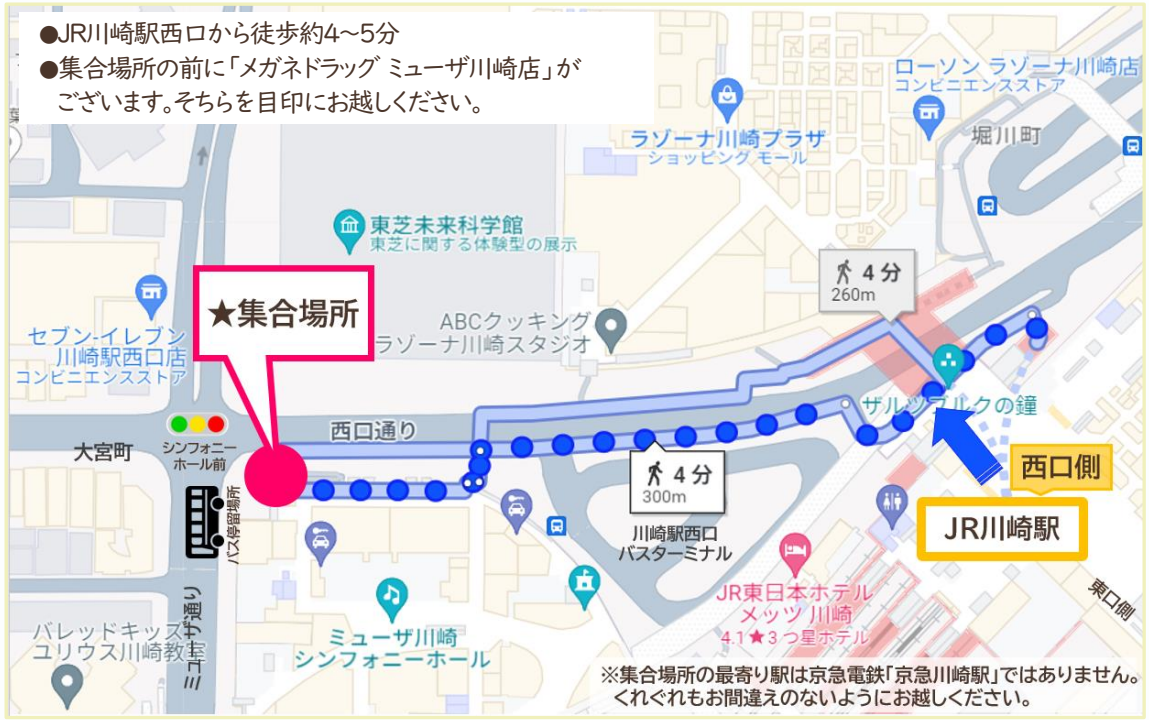 ●JR川崎駅西口から徒歩約4~5分
●集合場所の前に「メガネドラッグ ミューザ川崎店」が
ございます。そちらを目印にお越しください。
ローソン ラゾーナ川崎店
コンビニエンスストア
ラゾーナ川崎プラザ
ショッピング モール
堀川町
東芝未来科学館
東芝に関する体験型の展示
4 分
260m
★集合場所
セブン-イレブン
川崎駅西口店
コンビニエンスストア
ABCクッキング
ラゾーナ川崎スタジオ
ザルツブルクの鐘
西口通り
大宮町
シンフォニー
ホール前
バス停留場所
4 分
300m
西口側
JR川崎駅
川崎駅西口
バスターミナル
JR東日本ホテル
メッツ 川崎
4.1★3つ星ホテル
東口側
ミューザ通り
バレッドキッズ
ユリウス川崎教室
ミューザ川崎
シンフォニーホール
※集合場所の最寄り駅は京急電鉄「京急川崎駅」ではありません。
くれぐれもお間違えのないようにお越しください。